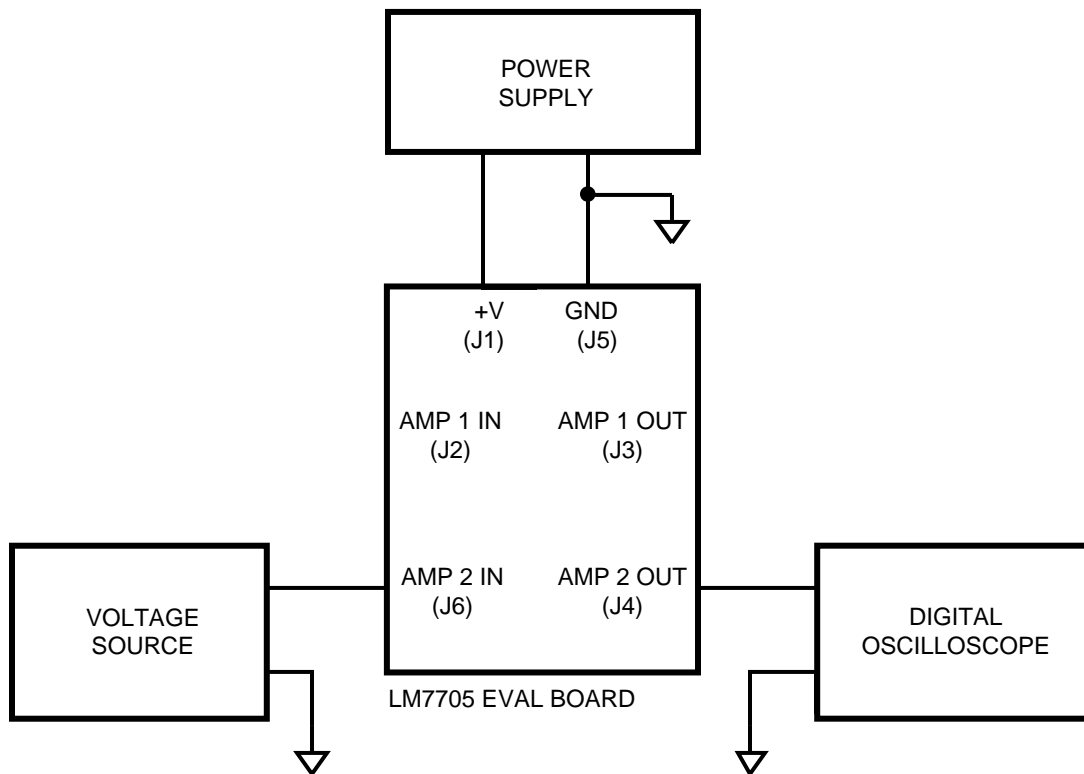 POWER
SUPPLY
+V
(J1)
GND
(J5)
AMP 1 IN
(J2)
AMP 1 OUT
(J3)
VOLTAGE
SOURCE
AMP 2 IN
(J6)
AMP 2 OUT
(J4)
DIGITAL
OSCILLOSCOPE
LM7705 EVAL BOARD